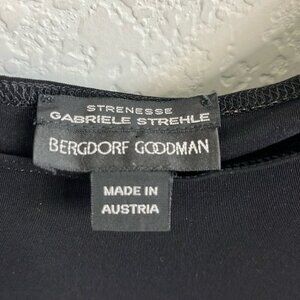 STRENESSE
GABRIELE STREHLE
BERGDORF GOODMAN
MADE IN
AUSTRIA